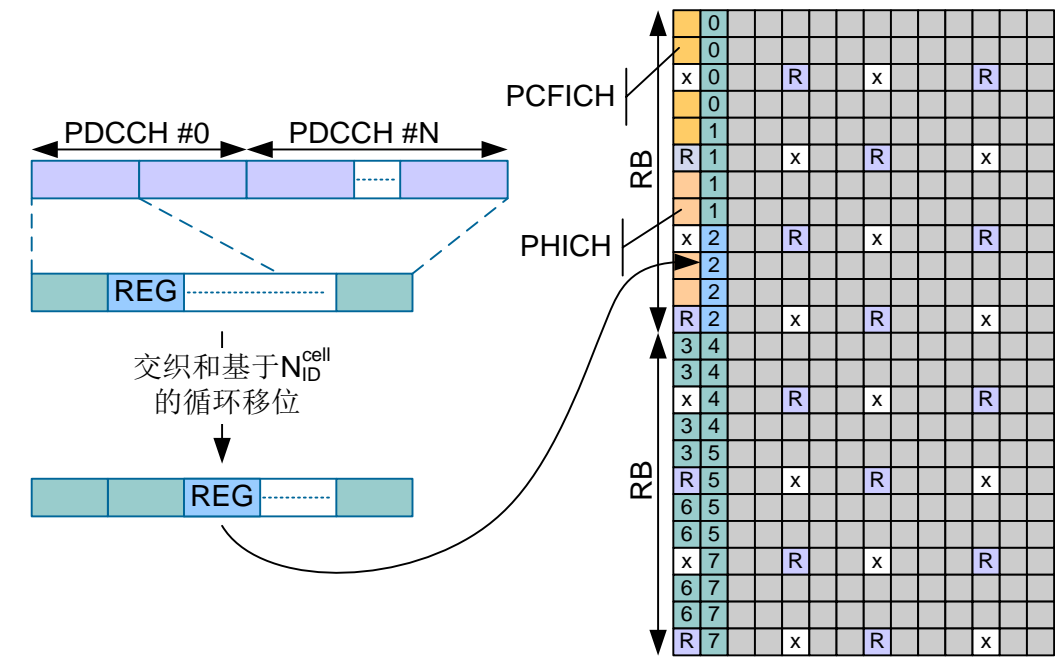 PDCCH #0 PDCCH #N
REG
交织和基于N_ID^cell
的循环移位
REG
PCFICH
PHICH
RB
RB
0
0
x 0 R x R
0
1
R 1 x R x
1
1
x 2 R x R
2
2
R 2 x R x
3 4
3 4
x 4 R x R
3 4
3 5
R 5 x R x
6 5
6 5
x 7 R x R
6 7
6 7
R 7 x R x